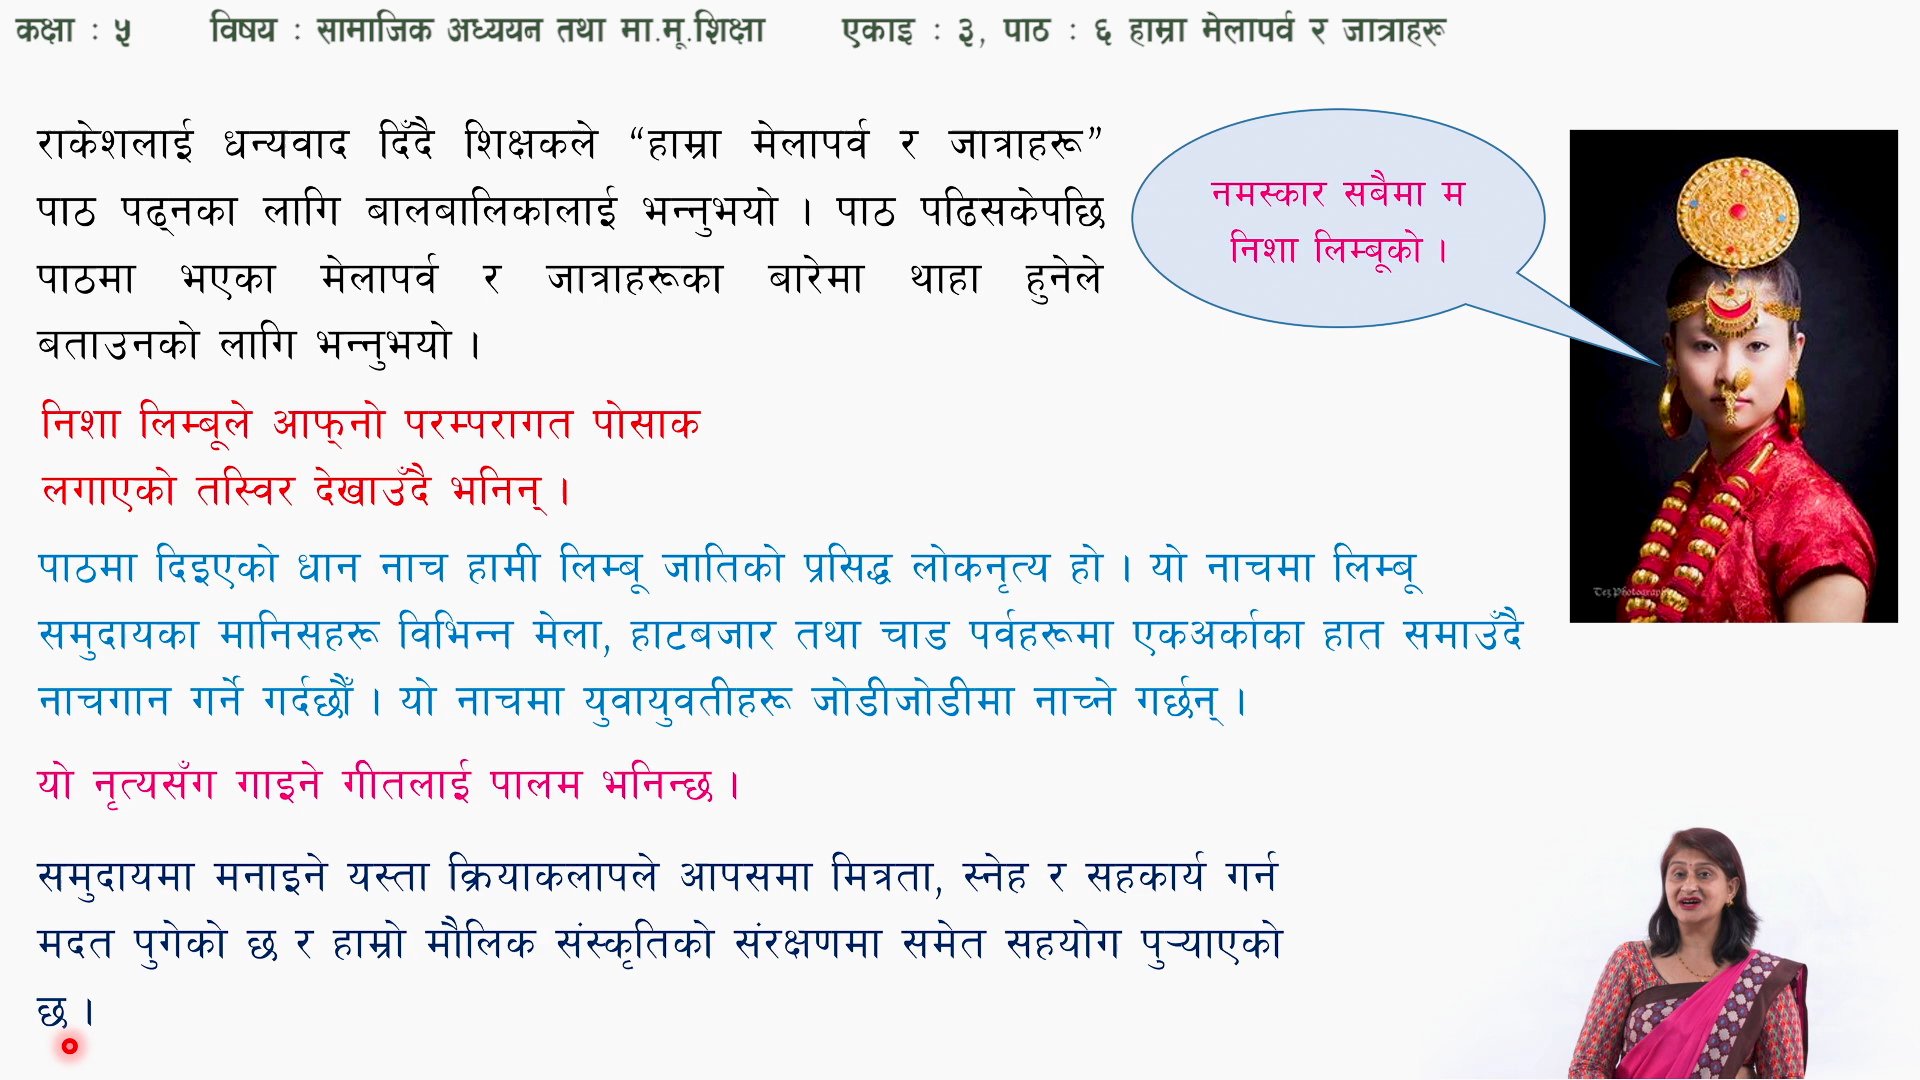 कक्षा : ५ विषय : सामाजिक अध्ययन तथा मा.मू.शिक्षा एकाइ : ३, पाठ : ६ हाम्रा मेलापर्व र जात्राहरू
राकेशलाई धन्यवाद दिँदै शिक्षकले “हाम्रा मेलापर्व र जात्राहरू”
पाठ पढ्नका लागि बालबालिकालाई भन्नुभयो । पाठ पढिसकेपछि
पाठमा भएका मेलापर्व र जात्राहरूका बारेमा थाहा हुनेले
बताउनको लागि भन्नुभयो ।
नमस्कार सबैमा म
निशा लिम्बूको ।
निशा लिम्बूले आफ्नो परम्परागत पोसाक
लगाएको तस्विर देखाउँदै भनिन् ।
पाठमा दिइएको धान नाच हामी लिम्बू जातिको प्रसिद्ध लोकनृत्य हो । यो नाचमा लिम्बू
समुदायका मानिसहरू विभिन्न मेला, हाटबजार तथा चाड पर्वहरूमा एकअर्काका हात समाउँदै
नाचगान गर्ने गर्दछौँ । यो नाचमा युवायुवतीहरू जोडीजोडीमा नाच्ने गर्छन् ।
Tez Photography
यो नृत्यसँग गाइने गीतलाई पालम भनिन्छ ।
समुदायमा मनाइने यस्ता क्रियाकलापले आपसमा मित्रता, स्नेह र सहकार्य गर्न
मदत पुगेको छ र हाम्रो मौलिक संस्कृतिको संरक्षणमा समेत सहयोग पुऱ्याएको
छ ।